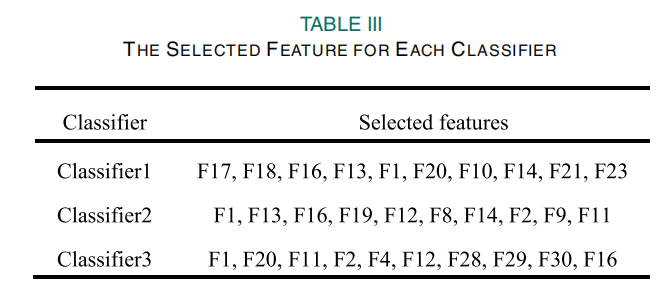 TABLE III
THE SELECTED FEATURE FOR EACH CLASSIFIER
Classifier Selected features
Classifier1 F17, F18, F16, F13, F1, F20, F10, F14, F21, F23
Classifier2 F1, F13, F16, F19, F12, F8, F14, F2, F9, F11
Classifier3 F1, F20, F11, F2, F4, F12, F28, F29, F30, F16